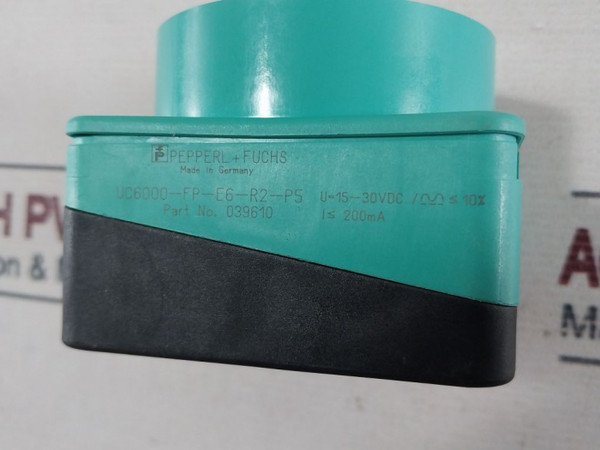 PEPPERL+FUCHS
Made in Germany
UC6000-FP-E6-R2-P5 U=15-30VDC /⎍⎍ ≤ 10%
Part No. 039610 I≤ 200mA